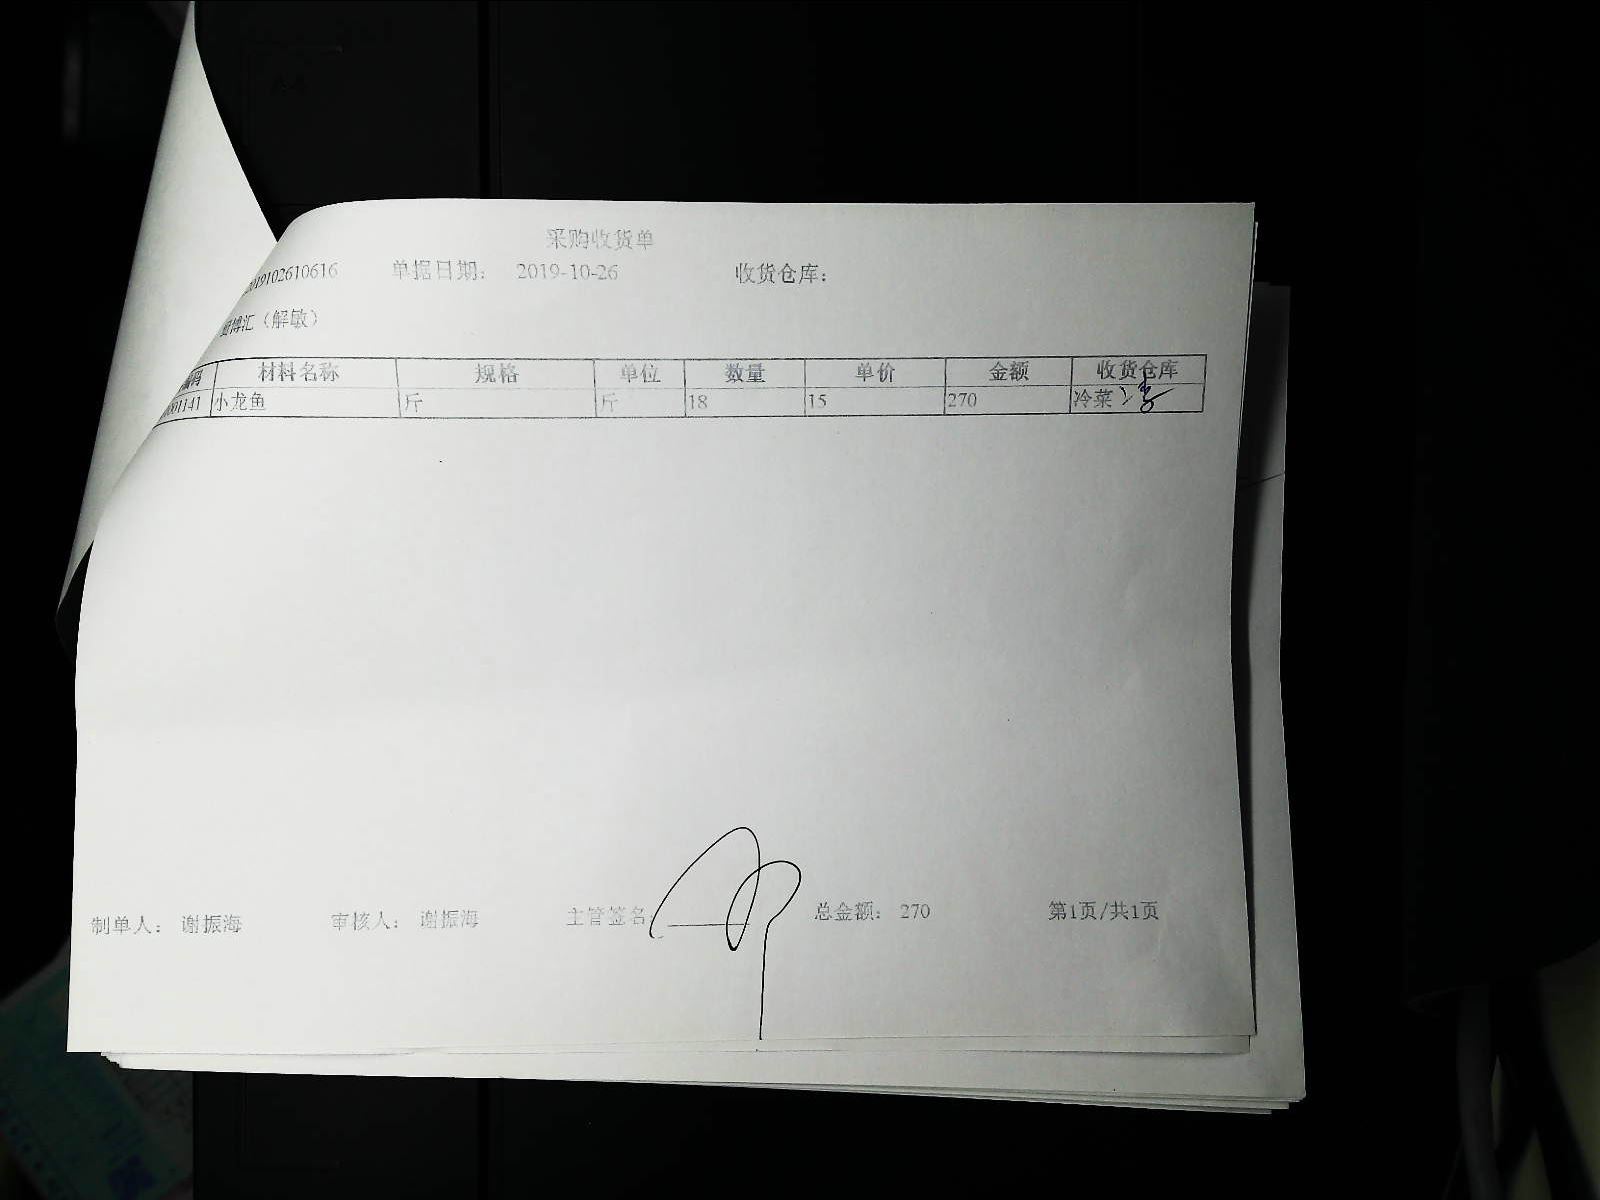 采购收货单
2019102610616 单据日期： 2019-10-26 收货仓库：
博汇（解敏）
编码 材料名称 规格 单位 数量 单价 金额 收货仓库
001141 小龙鱼 斤 斤 18 15 270 冷菜
制单人： 谢振海 审核人： 谢振海 主管签名： 总金额： 270 第1页/共1页